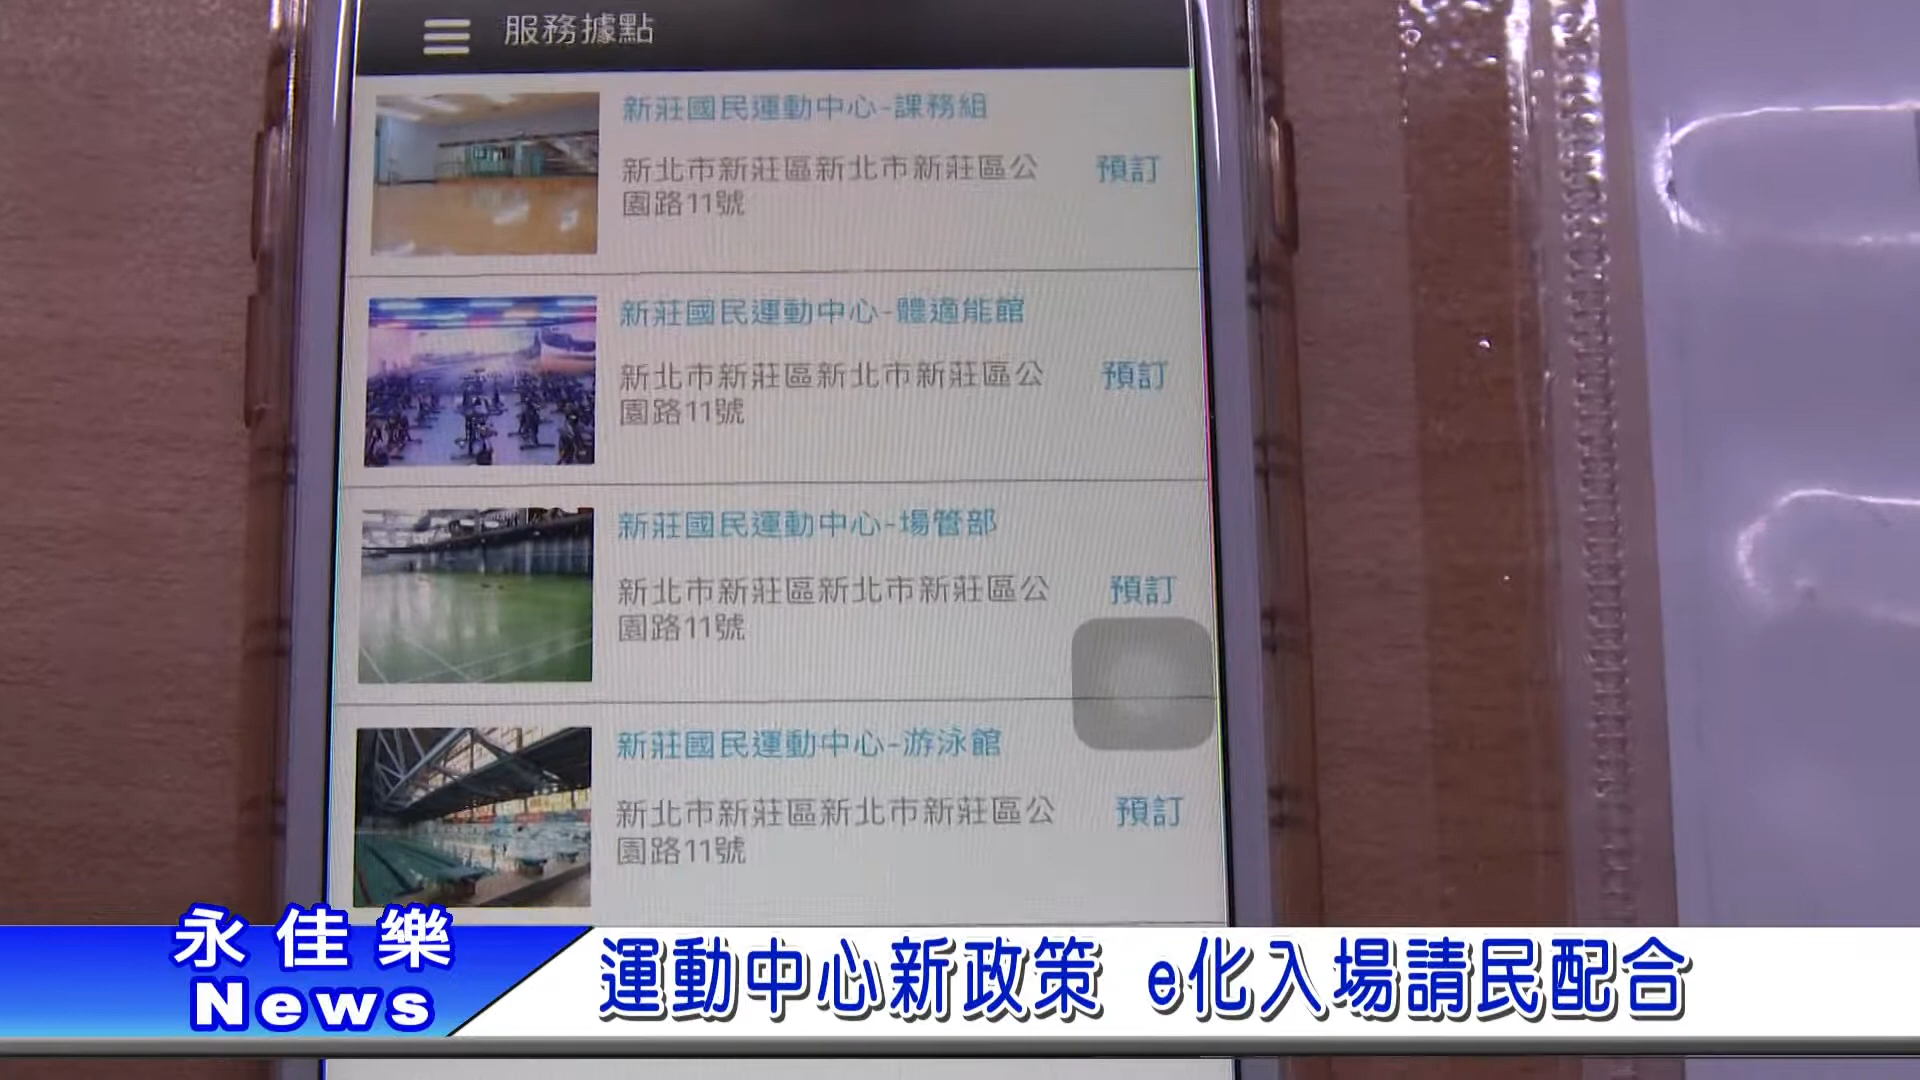 服務據點
新莊國民運動中心-課務組
新北市新莊區新北市新莊區公
園路11號
預訂
新莊國民運動中心-體適能館
新北市新莊區新北市新莊區公
園路11號
預訂
新莊國民運動中心-場管部
新北市新莊區新北市新莊區公
園路11號
預訂
新莊國民運動中心-游泳館
新北市新莊區新北市新莊區公
園路11號
預訂
永佳樂
News
運動中心新政策 e化入場請民配合